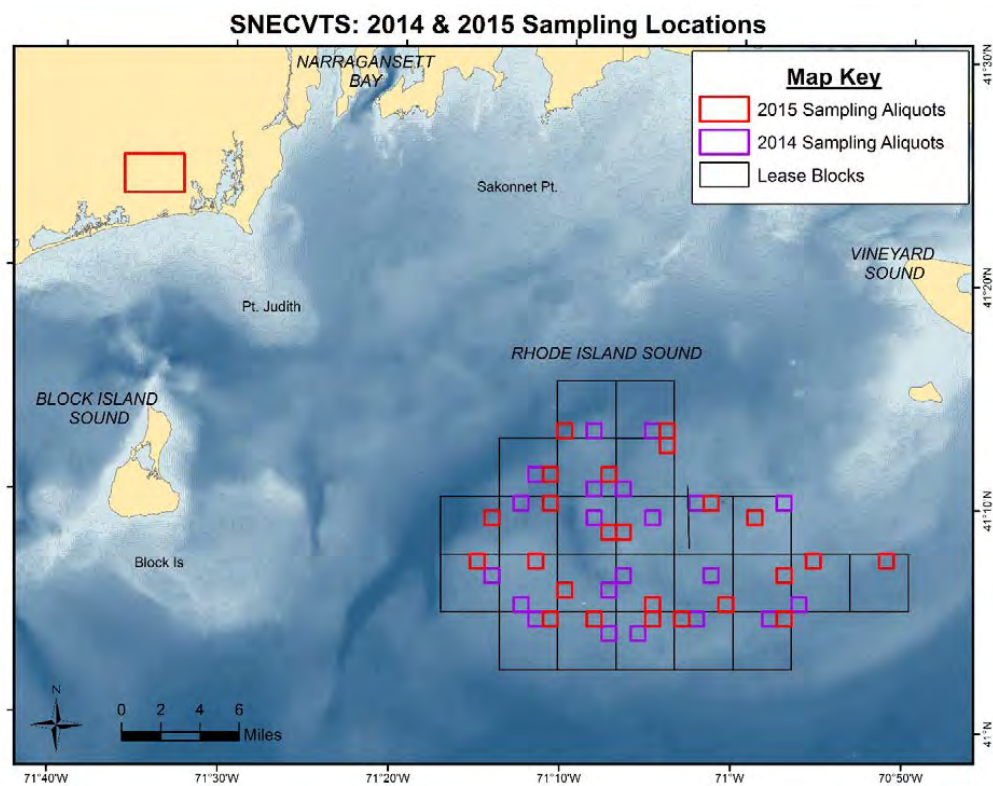 SNECVTS: 2014 & 2015 Sampling Locations
NARRAGANSETT
BAY
Map Key
2015 Sampling Aliquots
2014 Sampling Aliquots
Lease Blocks
41°30'N
Sakonnet Pt.
VINEYARD
SOUND
41°20'N
Pt. Judith
RHODE ISLAND SOUND
BLOCK ISLAND
SOUND
41°10'N
Block Is
N
0 2 4 6
Miles
41°N
71°40'W 71°30'W 71°20'W 71°10'W 71°W 70°50'W